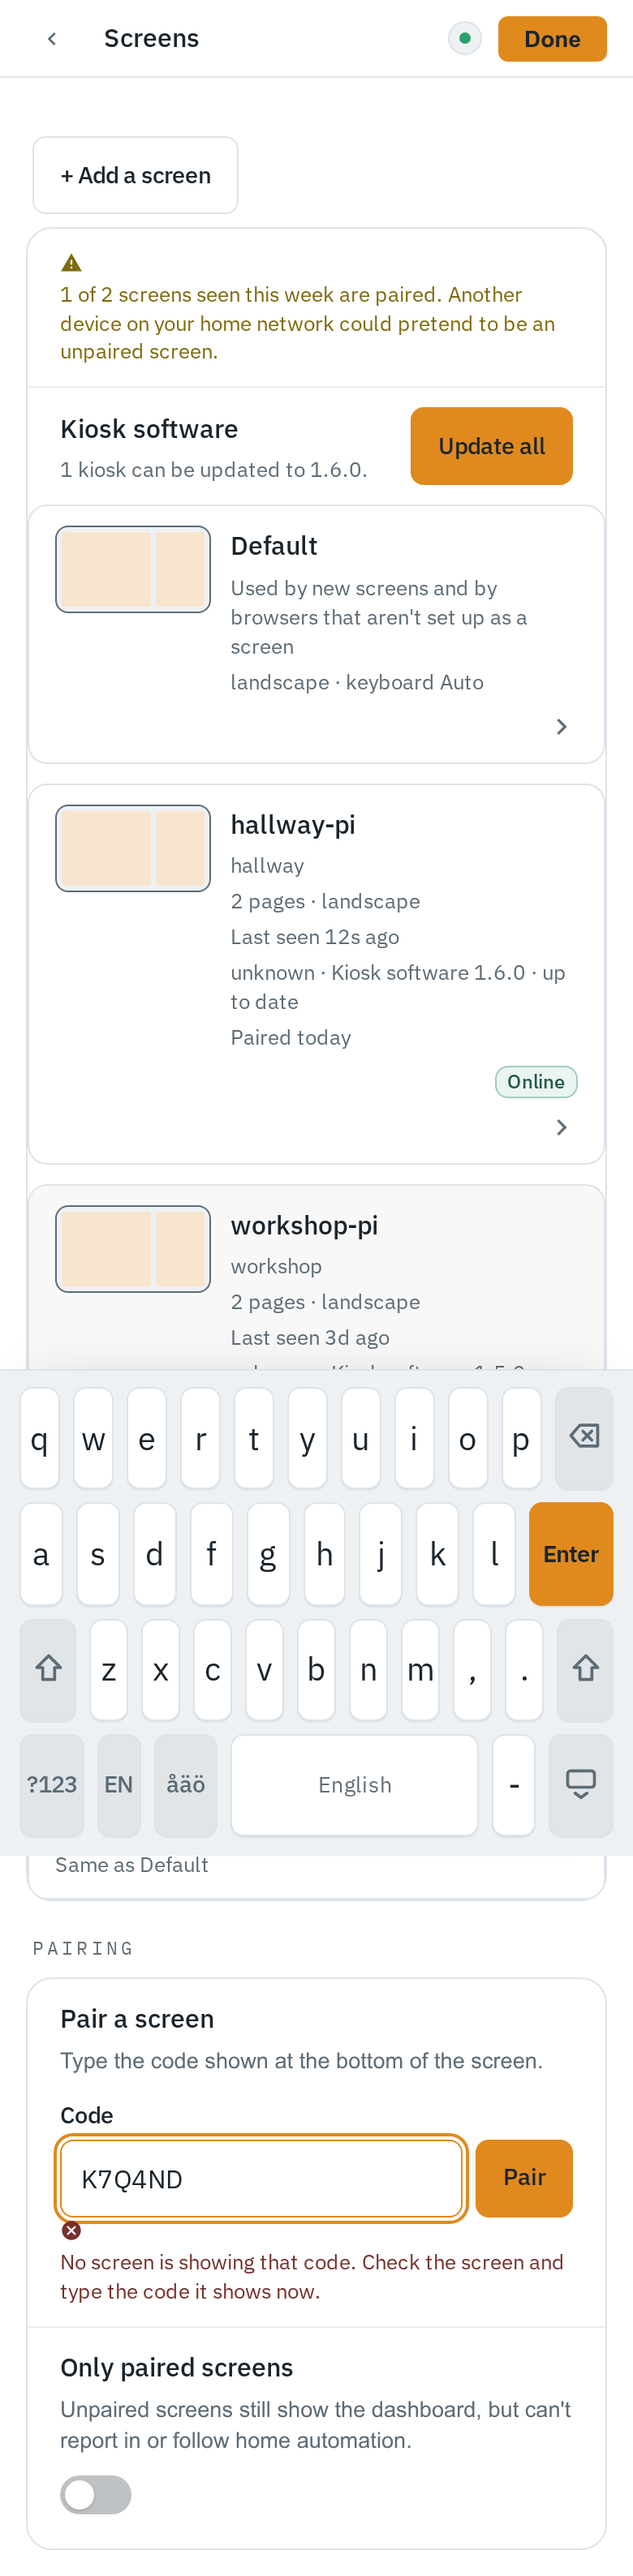 Screens
Done
+ Add a screen
1 of 2 screens seen this week are paired. Another
device on your home network could pretend to be an
unpaired screen.
Kiosk software
1 kiosk can be updated to 1.6.0.
Update all
Default
Used by new screens and by
browsers that aren't set up as a
screen
landscape · keyboard Auto
hallway-pi
hallway
2 pages · landscape
Last seen 12s ago
unknown · Kiosk software 1.6.0 · up
to date
Paired today
Online
workshop-pi
workshop
2 pages · landscape
Last seen 3d ago
q w e r t y u i o p
a s d f g h j k l Enter
z x c v b n m , .
?123 EN åäö English -
Same as Default
PAIRING
Pair a screen
Type the code shown at the bottom of the screen.
Code
K7Q4ND
Pair
No screen is showing that code. Check the screen and
type the code it shows now.
Only paired screens
Unpaired screens still show the dashboard, but can't
report in or follow home automation.